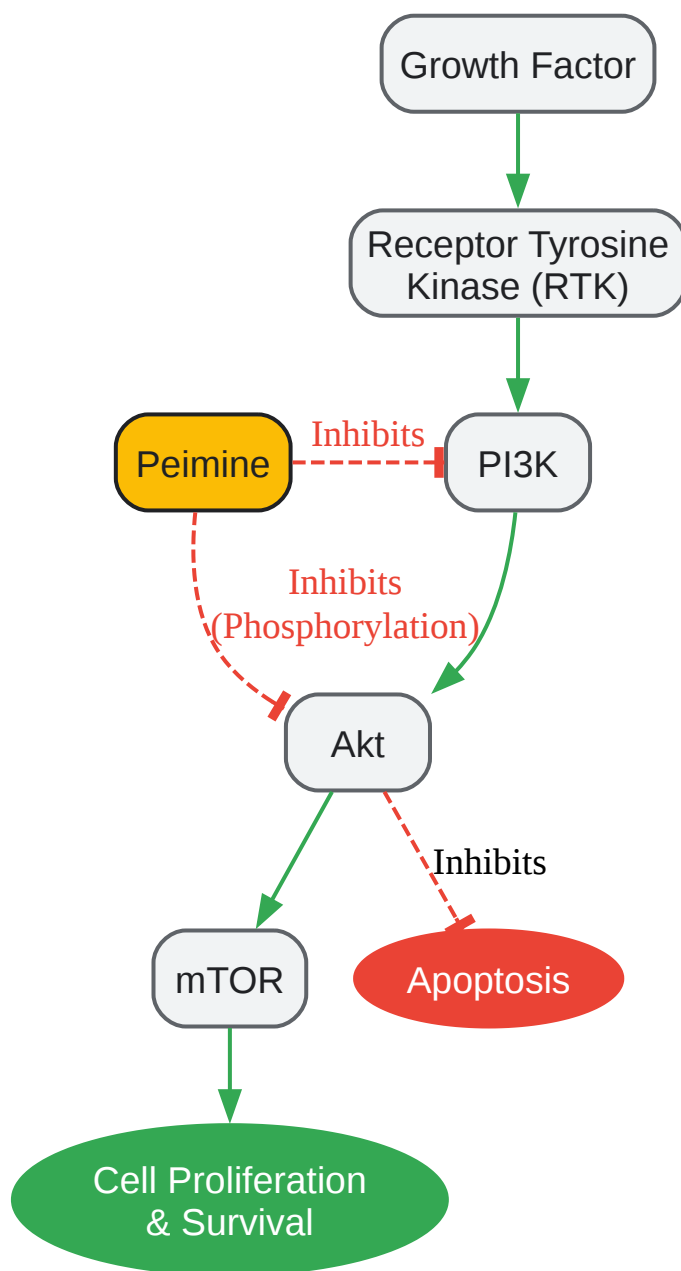 Growth Factor
Receptor Tyrosine
Kinase (RTK)
Peimine
Inhibits
PI3K
Inhibits
(Phosphorylation)
Akt
Inhibits
mTOR
Apoptosis
Cell Proliferation
& Survival